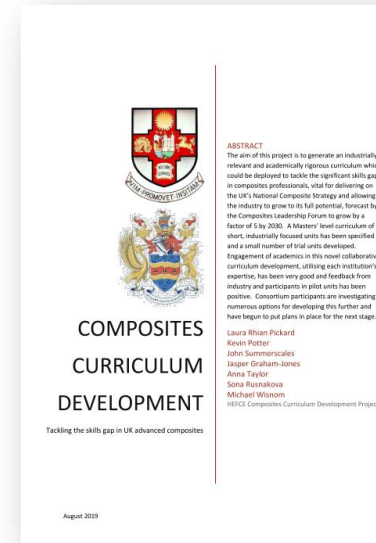 VIM·PROMOVET·INSITAM
COMPOSITES
CURRICULUM
DEVELOPMENT
Tackling the skills gap in UK advanced composites
August 2019
ABSTRACT
The aim of this project is to generate an industrially
relevant and academically rigorous curriculum whic
could be deployed to tackle the significant skills gap
in composites professionals, vital for delivering on
the UK's National Composite Strategy and allowing
the industry to grow to its full potential, forecast by
the Composites Leadership Forum to grow by a
factor of 5 by 2030. A Masters' level curriculum of
short, industrially focused units has been specified
and a small number of trial units developed.
Engagement of academics in this novel collaborativ
curriculum development, utilising each institution's
expertise, has been very good and feedback from
industry and participants in pilot units has been
positive. Consortium participants are investigating
numerous options for developing this further and
have begun to put plans in place for the next stage.
Laura Rhian Pickard
Kevin Potter
John Summerscales
Jasper Graham-Jones
Anna Taylor
Sona Rusnakova
Michael Wisnom
HEFCE Composites Curriculum Development Projec